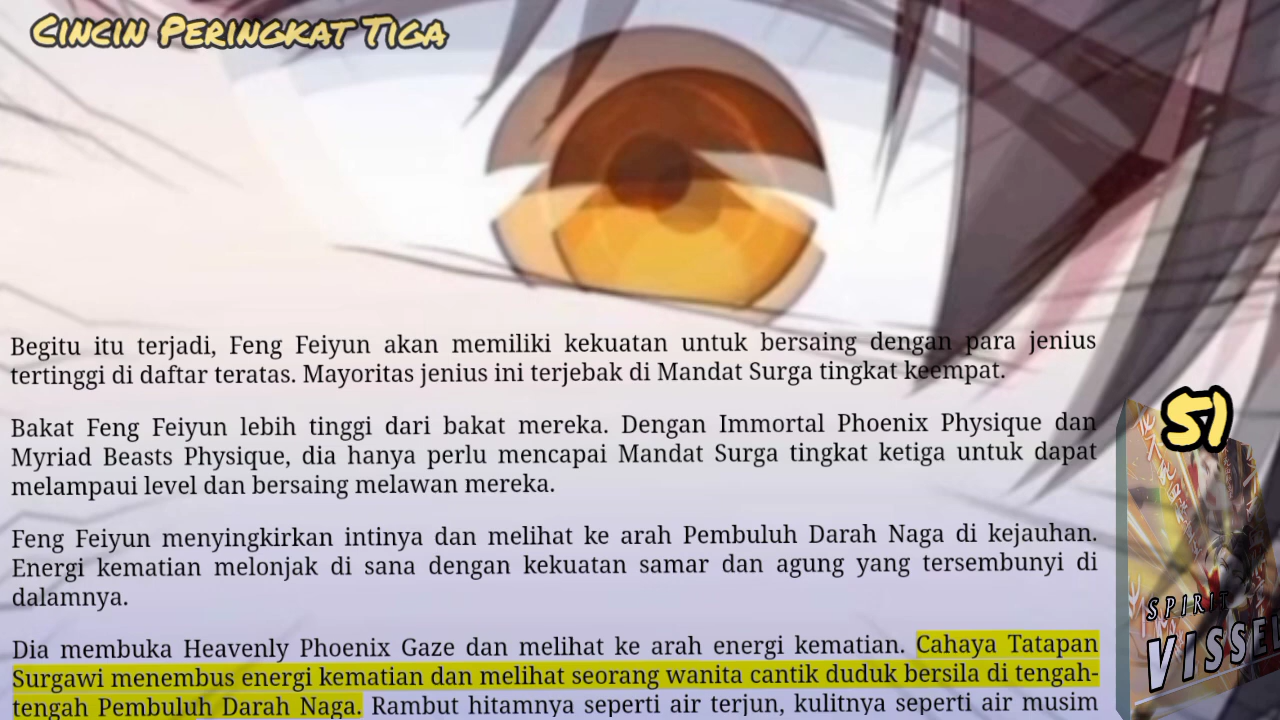 Cincin Peringkat Tiga
Begitu itu terjadi, Feng Feiyun akan memiliki kekuatan untuk bersaing dengan para jenius
tertinggi di daftar teratas. Mayoritas jenius ini terjebak di Mandat Surga tingkat keempat.
Bakat Feng Feiyun lebih tinggi dari bakat mereka. Dengan Immortal Phoenix Physique dan
Myriad Beasts Physique, dia hanya perlu mencapai Mandat Surga tingkat ketiga untuk dapat
melampaui level dan bersaing melawan mereka.
Feng Feiyun menyingkirkan intinya dan melihat ke arah Pembuluh Darah Naga di kejauhan.
Energi kematian melonjak di sana dengan kekuatan samar dan agung yang tersembunyi di
dalamnya.
Dia membuka Heavenly Phoenix Gaze dan melihat ke arah energi kematian. Cahaya Tatapan
Surgawi menembus energi kematian dan melihat seorang wanita cantik duduk bersila di tengah-
tengah Pembuluh Darah Naga. Rambut hitamnya seperti air terjun, kulitnya seperti air musim
51
SPIRIT
VISSEL